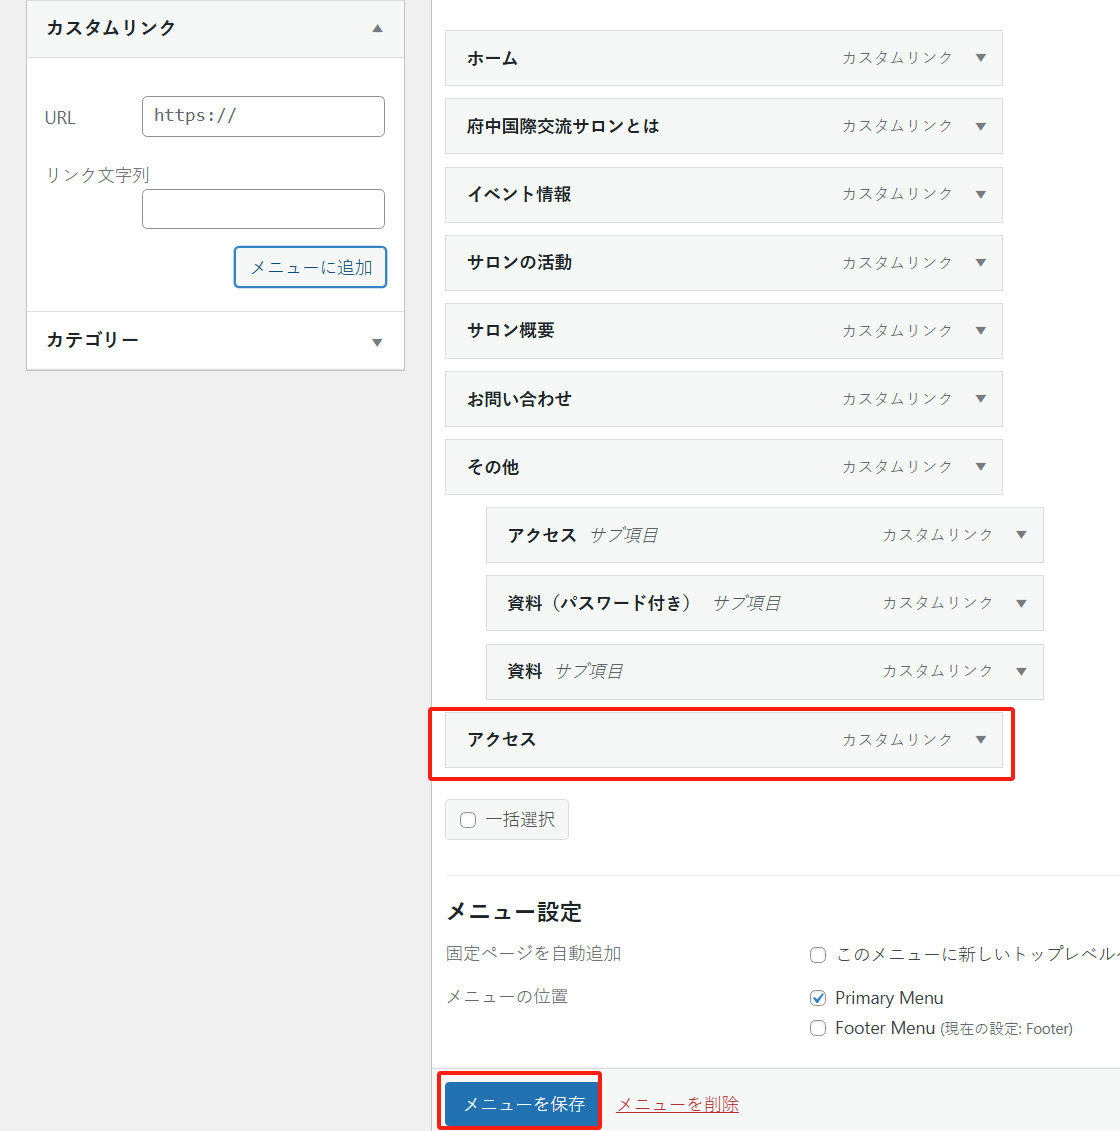 カスタムリンク
URL
https://
リンク文字列
メニューに追加
カテゴリー
ホーム カスタムリンク
府中国際交流サロンとは カスタムリンク
イベント情報 カスタムリンク
サロンの活動 カスタムリンク
サロン概要 カスタムリンク
お問い合わせ カスタムリンク
その他 カスタムリンク
アクセス サブ項目 カスタムリンク
資料（パスワード付き） サブ項目 カスタムリンク
資料 サブ項目 カスタムリンク
アクセス カスタムリンク
一括選択
メニュー設定
固定ページを自動追加 このメニューに新しいトップレベル
メニューの位置 Primary Menu
Footer Menu (現在の設定: Footer)
メニューを保存 メニューを削除